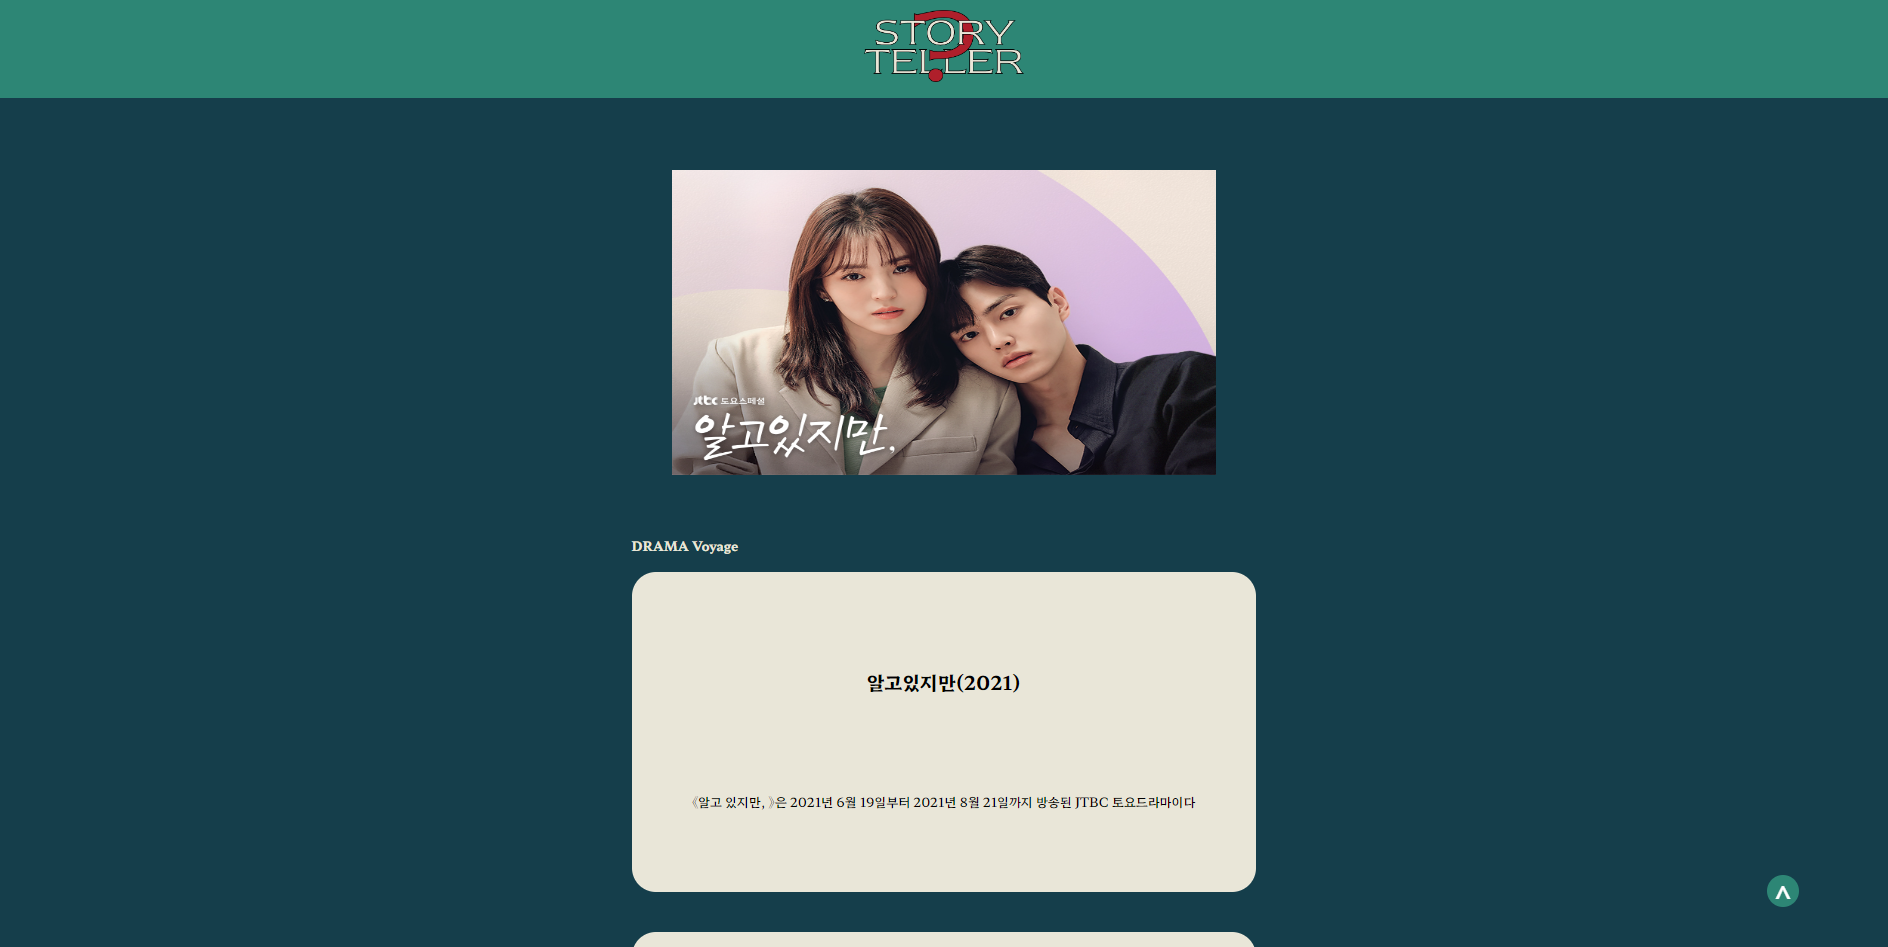 STORY
TELLER
?
JTBC 토요스페셜
알고있지만,
DRAMA Voyage
알고있지만(2021)
《알고 있지만, 》은 2021년 6월 19일부터 2021년 8월 21일까지 방송된 JTBC 토요드라마이다